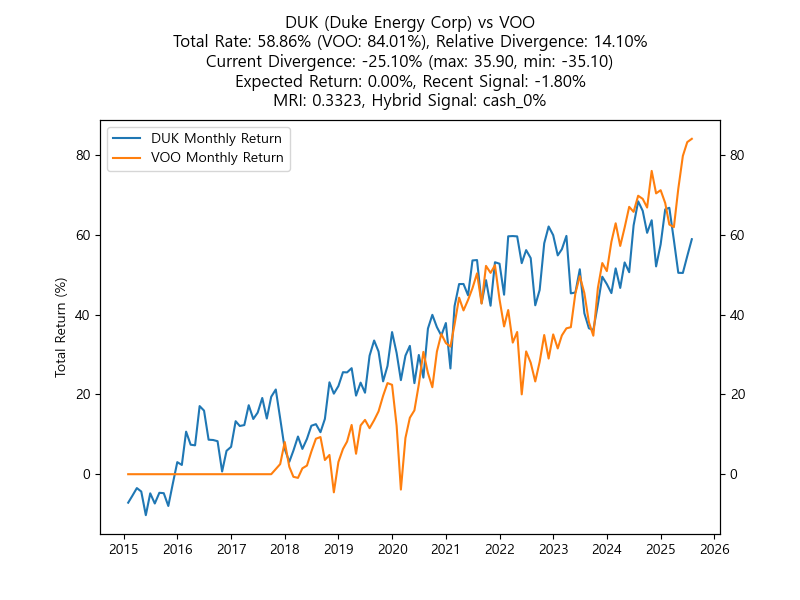 DUK (Duke Energy Corp) vs VOO
Total Rate: 58.86% (VOO: 84.01%), Relative Divergence: 14.10%
Current Divergence: -25.10% (max: 35.90, min: -35.10)
Expected Return: 0.00%, Recent Signal: -1.80%
MRI: 0.3323, Hybrid Signal: cash_0%
DUK Monthly Return
VOO Monthly Return
Total Return (%)
80
60
40
20
0
80
60
40
20
0
2015 2016 2017 2018 2019 2020 2021 2022 2023 2024 2025 2026